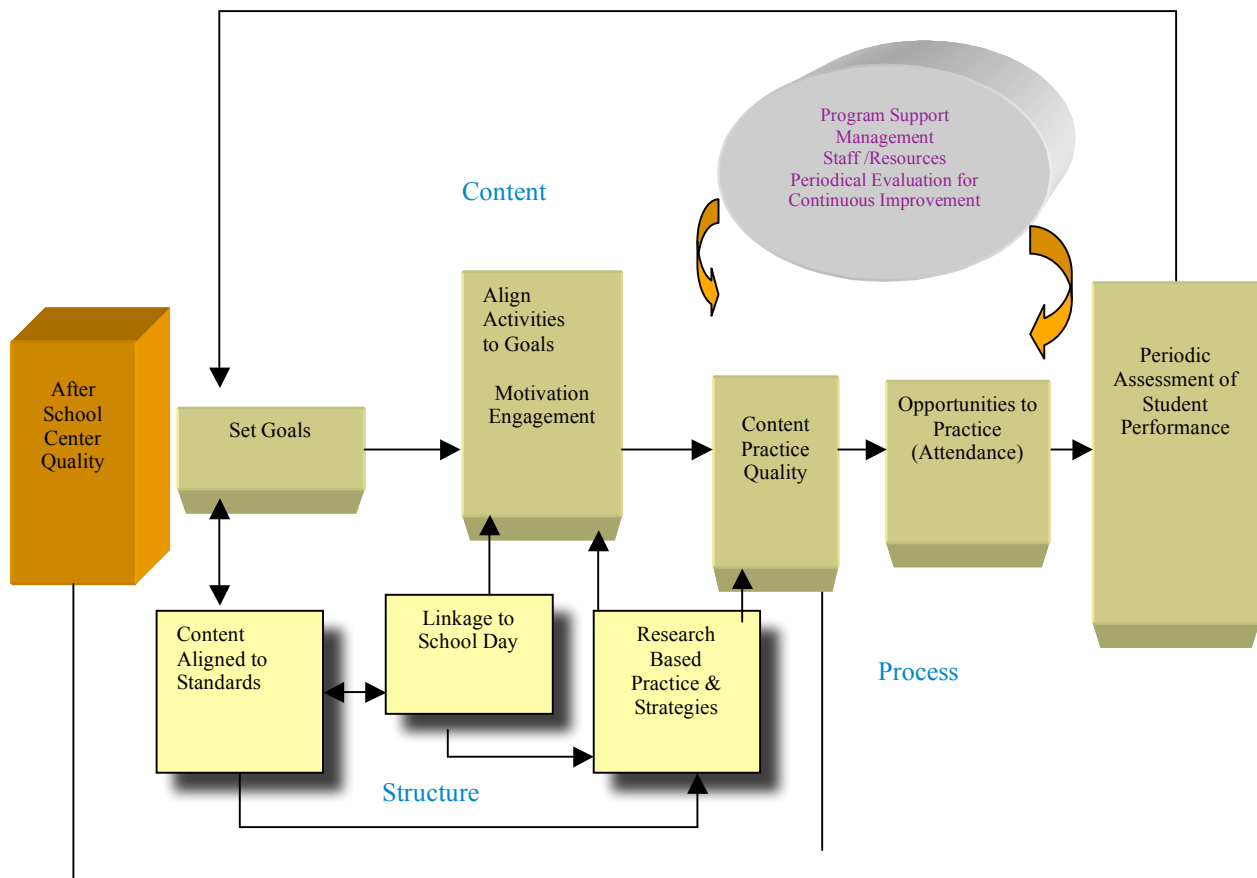 Program Support
Management
Staff /Resources
Periodical Evaluation for
Continuous Improvement
Content
After
School
Center
Quality
Set Goals
Align
Activities
to Goals
Motivation
Engagement
Content
Practice
Quality
Opportunities to
Practice
(Attendance)
Periodic
Assessment of
Student
Performance
Content
Aligned to
Standards
Linkage to
School Day
Research
Based
Practice &
Strategies
Process
Structure